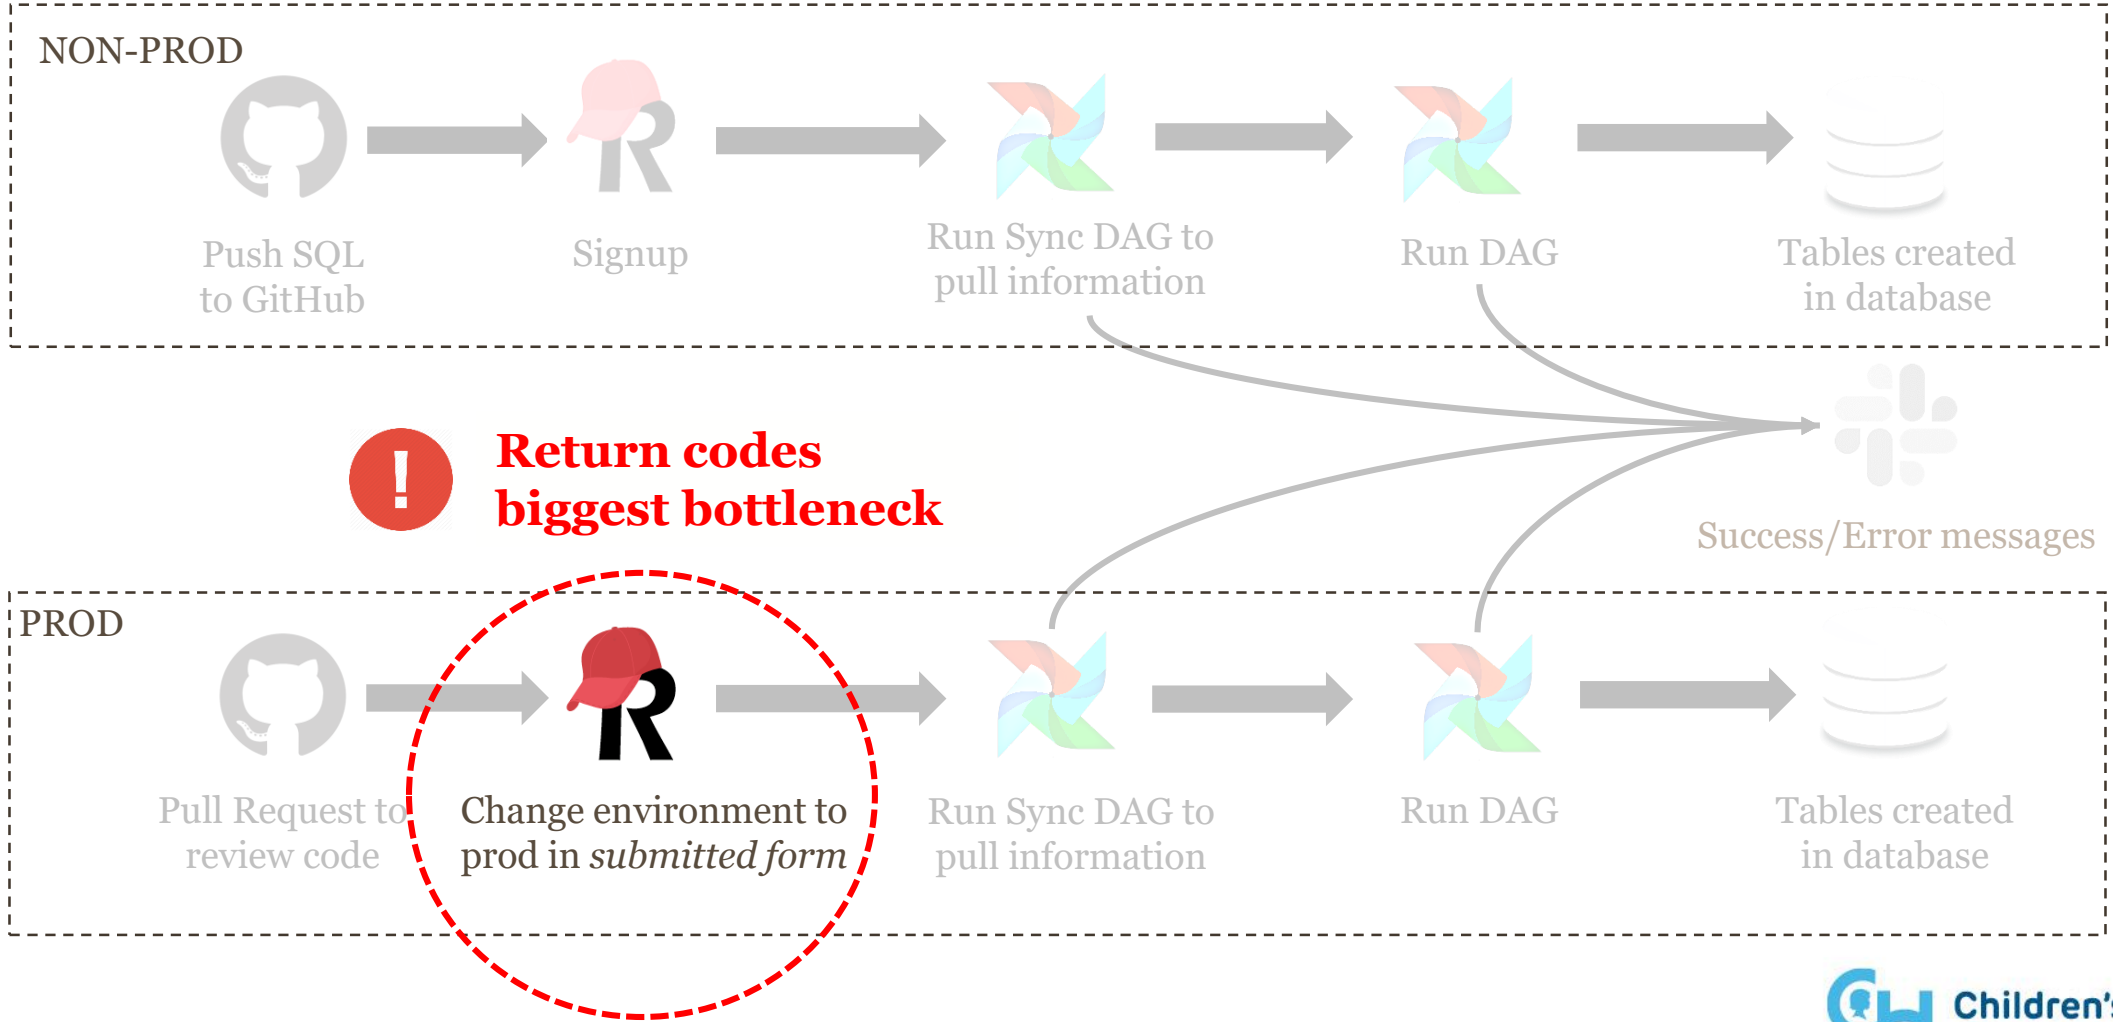 NON-PROD
Push SQL
to GitHub
Signup
Run Sync DAG to
pull information
Run DAG
Tables created
in database
Return codes
biggest bottleneck
Success/Error messages
PROD
Pull Request to
review code
Change environment to
prod in submitted form
Run Sync DAG to
pull information
Run DAG
Tables created
in database
Children's